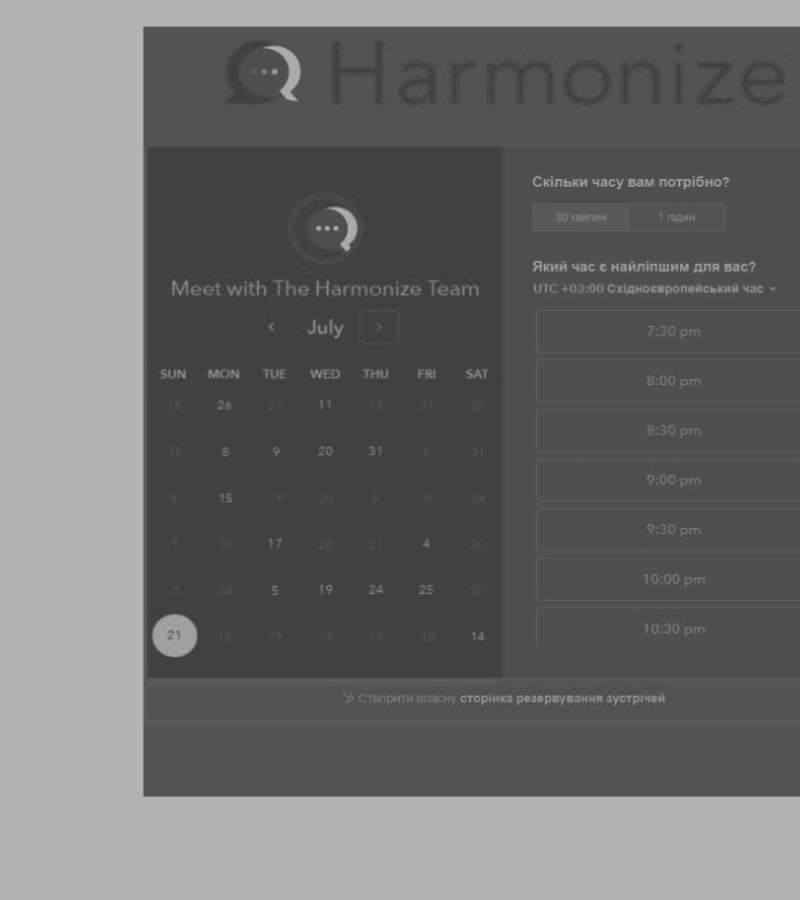 Harmonize
Meet with The Harmonize Team
July
SUN MON TUE WED THU FRI SAT
18 26 21 11 19 31 22
15 8 9 20 31 6 31
6 15 19 20 5 15 24
9 30 17 28 21 4 20
3 24 5 19 24 25 20
21 18 19 19 14 10 14
Скільки часу вам потрібно?
30 хвилин 1 годин
Який час є найліпшим для вас?
UTC +03:00 Східноєвропейський час
7:30 pm
8:00 pm
8:30 pm
9:00 pm
9:30 pm
10:00 pm
10:30 pm
Створити власну сторінка резервування зустрічей